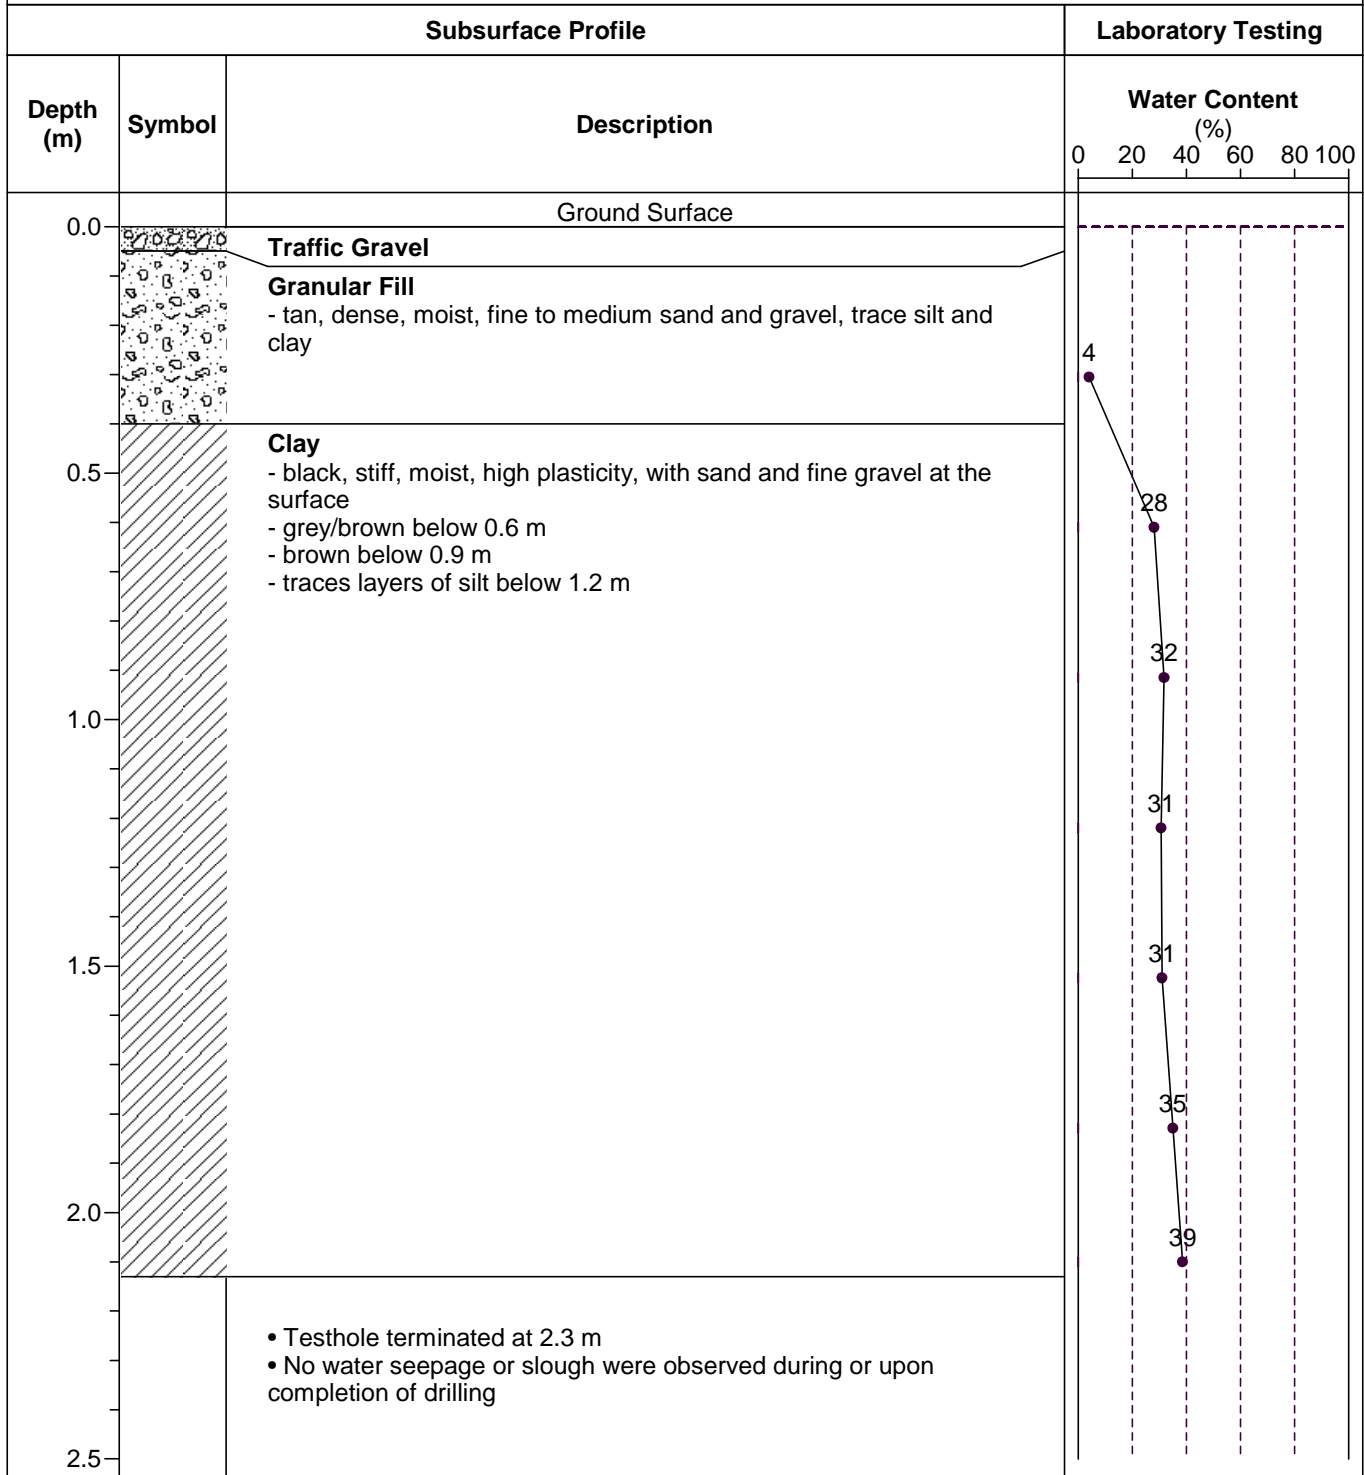 Subsurface Profile
Laboratory Testing
Depth
(m)
Symbol
Description
Water Content
(%)
0 20 40 60 80 100
Ground Surface
0.0
Traffic Gravel
Granular Fill
- tan, dense, moist, fine to medium sand and gravel, trace silt and
clay
4
Clay
- black, stiff, moist, high plasticity, with sand and fine gravel at the
surface
0.5
28
- grey/brown below 0.6 m
- brown below 0.9 m
- traces layers of silt below 1.2 m
32
1.0
31
31
1.5
35
2.0
39
• Testhole terminated at 2.3 m
• No water seepage or slough were observed during or upon
completion of drilling
2.5